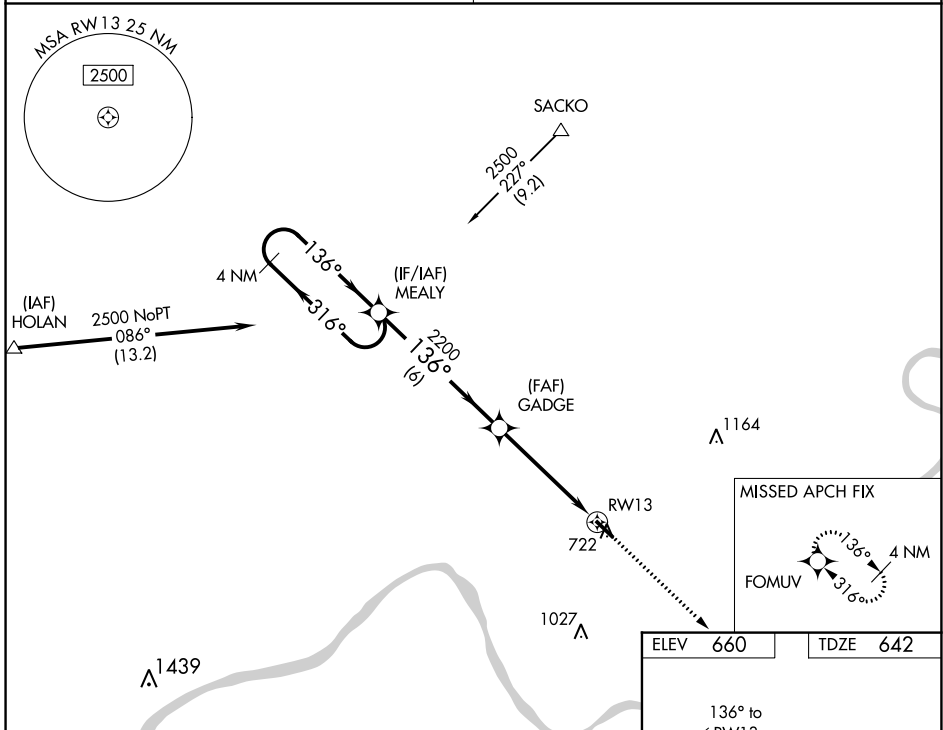 MSA RW13 25 NM
2500
SACKO
2500
227°
(9.2)
136°
4 NM
316°
(IF/IAF)
MEALY
(IAF)
HOLAN
2500 NoPT
086°
(13.2)
2200
136°
(6)
(FAF)
GADGE
1164
RW13
722
MISSED APCH FIX
136°
4 NM
FOMUV
316°
1027
1439
ELEV 660
TDZE 642
136° to
RW13